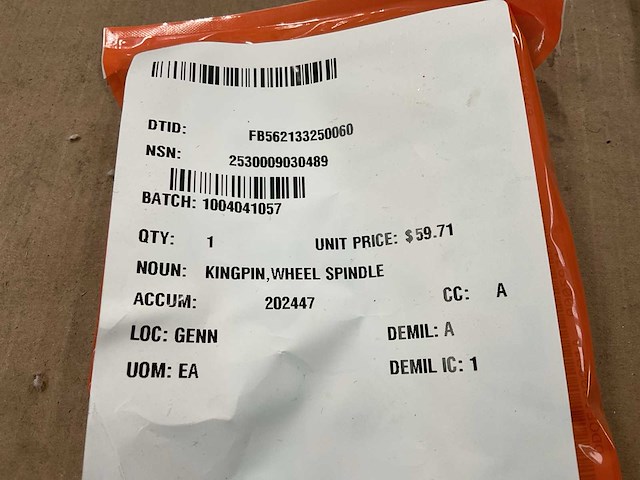 DTID: FB562133250060
NSN: 2530009030489
BATCH: 1004041057
QTY: 1 UNIT PRICE: $59.71
NOUN: KINGPIN,WHEEL SPINDLE
ACCUM: 202447 CC: A
LOC: GENN DEMIL: A
UOM: EA DEMIL IC: 1